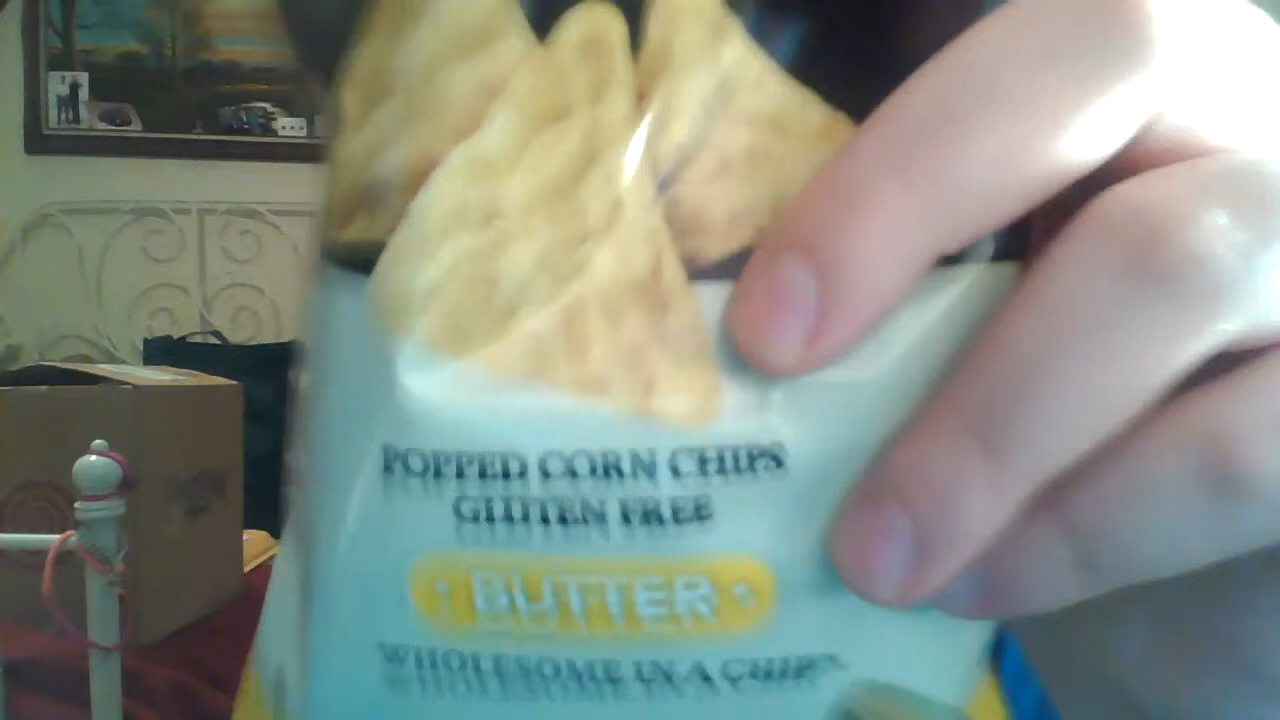 POPPED CORN CHIPS
GLUTEN FREE
· BUTTER ·
WHOLESOME IN A CHIP